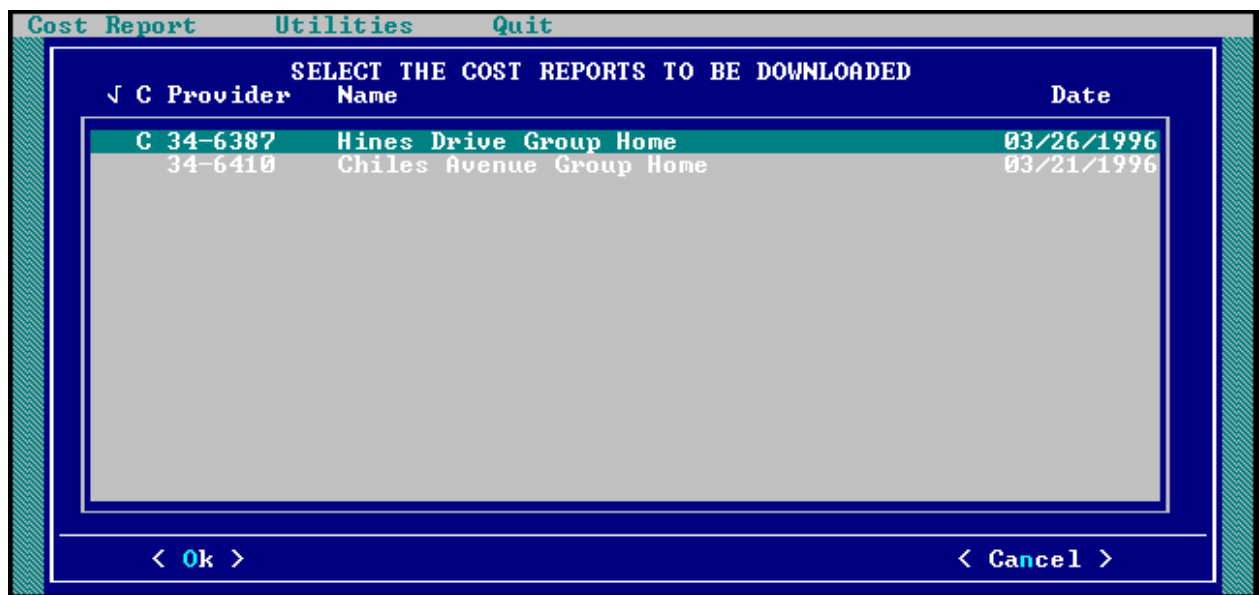 Cost Report Utilities Quit
SELECT THE COST REPORTS TO BE DOWNLOADED
√ C Provider Name Date
C 34-6387 Hines Drive Group Home 03/26/1996
34-6410 Chiles Avenue Group Home 03/21/1996
< Ok > < Cancel >